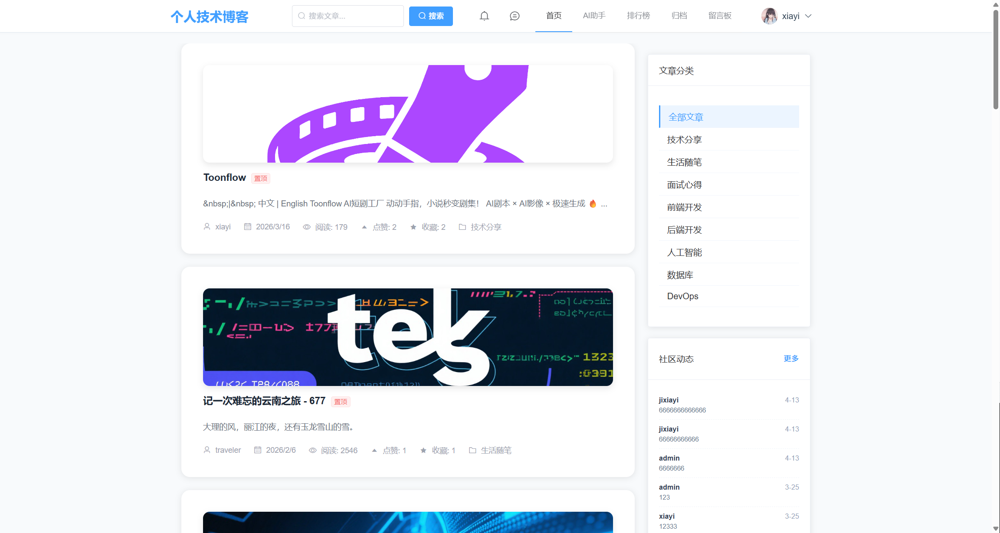 个人技术博客
搜索文章...
搜索
首页
AI助手
排行榜
归档
留言板
xiayi
Toonflow 置顶
&nbsp;|&nbsp; 中文 | English Toonflow AI短剧工厂 动动手指，小说秒变剧集！ AI剧本 × AI影像 × 极速生成 🔥 ...
xiayi 2026/3/16 阅读: 179 点赞: 2 收藏: 2 技术分享
tek
s
1323
记一次难忘的云南之旅 - 677 置顶
大理的风，丽江的夜，还有玉龙雪山的雪。
traveler 2026/2/6 阅读: 2546 点赞: 1 收藏: 1 生活随笔
文章分类
全部文章
技术分享
生活随笔
面试心得
前端开发
后端开发
人工智能
数据库
DevOps
社区动态 更多
jixiayi 4-13
6666666666666
jixiayi 4-13
66666666666
admin 4-13
6666666
admin 3-25
123
xiayi 3-25
12333